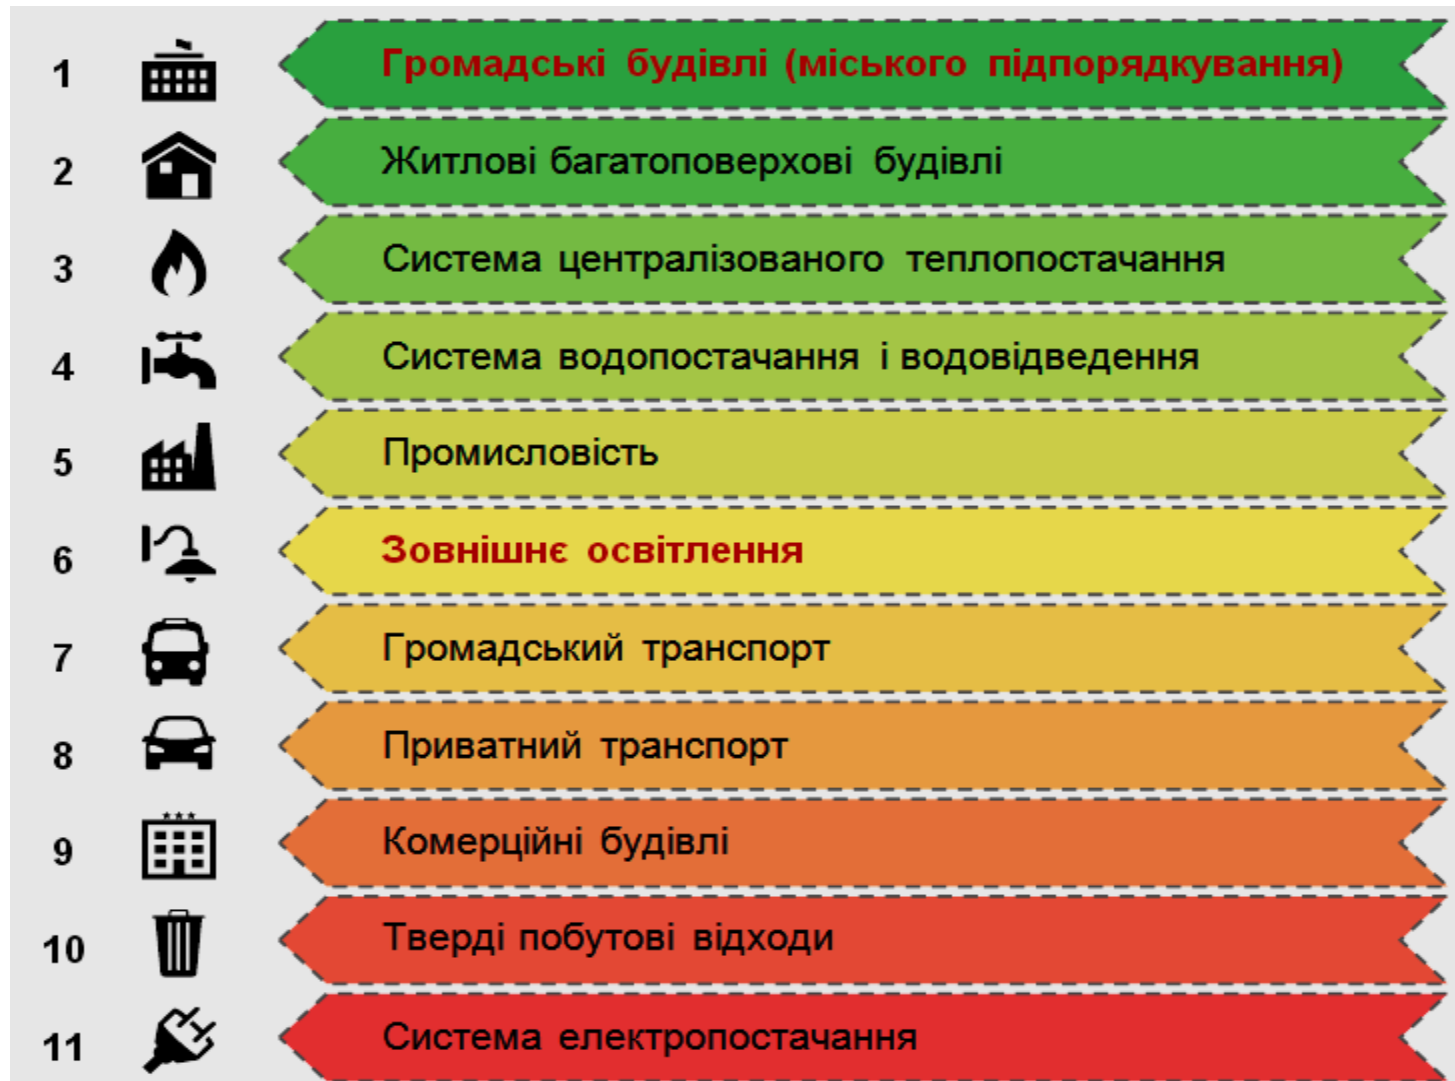 1 Громадські будівлі (міського підпорядкування)
2 Житлові багатоповерхові будівлі
3 Система централізованого теплопостачання
4 Система водопостачання і водовідведення
5 Промисловість
6 Зовнішнє освітлення
7 Громадський транспорт
8 Приватний транспорт
9 Комерційні будівлі
10 Тверді побутові відходи
11 Система електропостачання